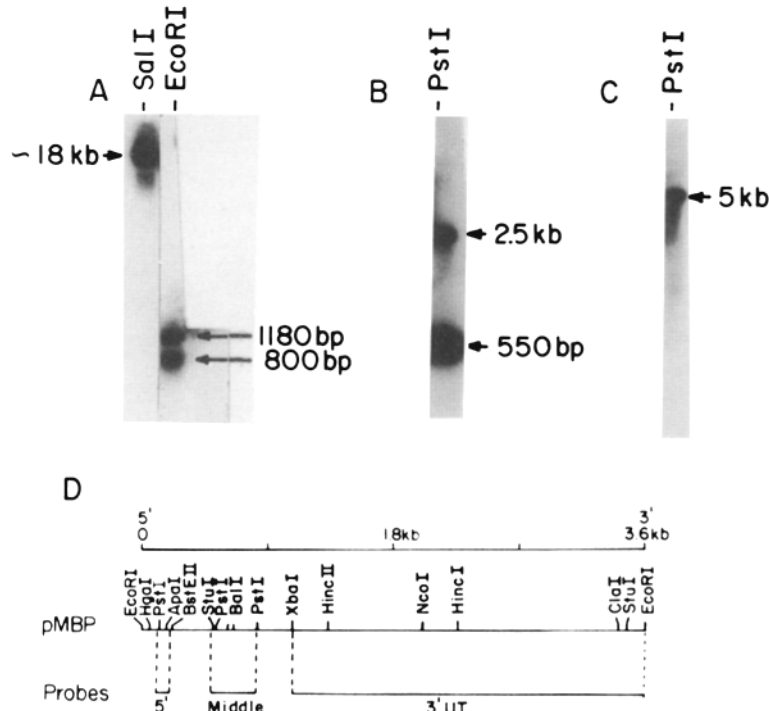 A
- Sal I
- EcoRI
~ 18 kb
1180 bp
800 bp
B
- Pst I
2.5 kb
550 bp
C
- Pst I
5 kb
D
5' 3'
0 1.8kb 3.6kb
EcoRI HgaI PstI ApaI BstEII StuI PstI BalI PstI XbaI HincII NcoI HincI ClaI StuI EcoRI
pMBP
Probes 5' Middle 3' UT